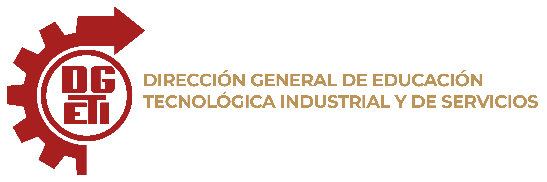 DG
ETI
DIRECCIÓN GENERAL DE EDUCACIÓN
TECNOLÓGICA INDUSTRIAL Y DE SERVICIOS